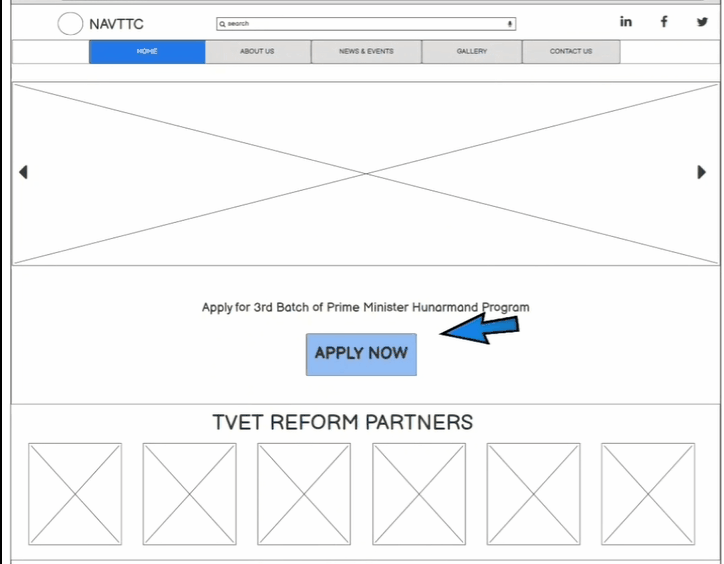 NAVTTC
search
in
HOME
ABOUT US
NEWS & EVENTS
GALLERY
CONTACT US
Apply for 3rd Batch of Prime Minister Hunarmand Program
APPLY NOW
TVET REFORM PARTNERS